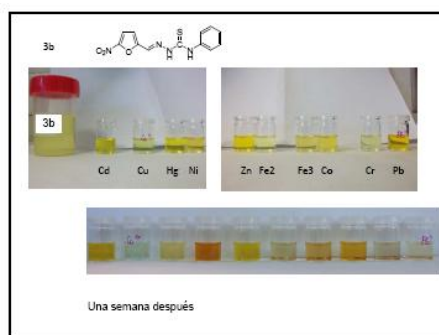 3b
O₂N O N N H S C N H
3b
Cd Cu Hg Ni Zn Fe2 Fe3 Co Cr Pb
Una semana después